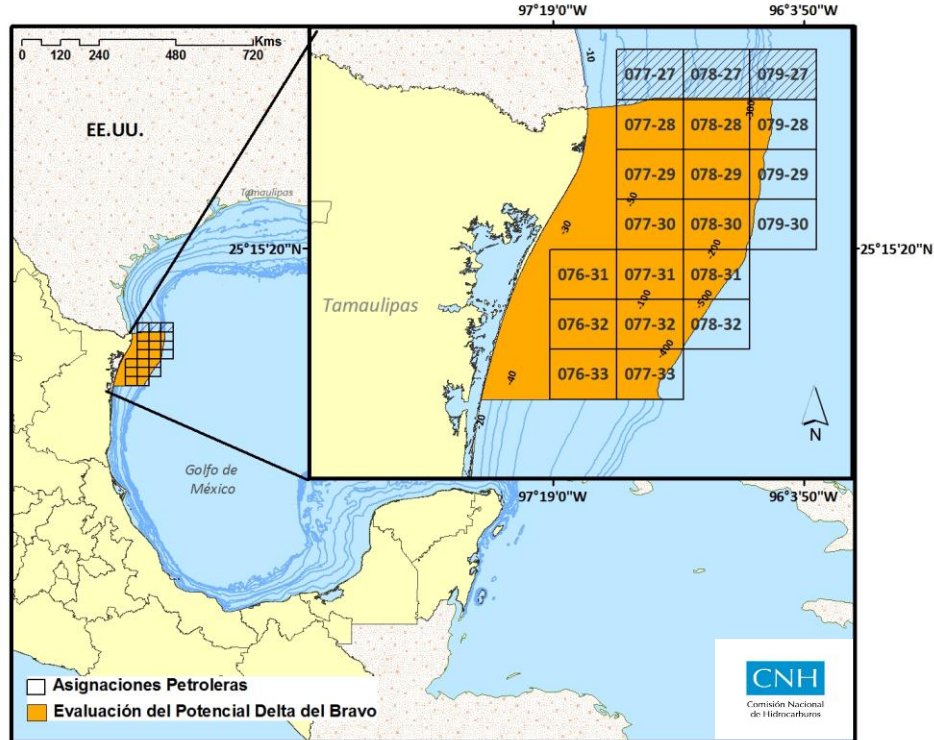 97°19'0"W
96°3'50"W
Kms
0 120 240 480 720
EE.UU.
Tamaulipas
25°15'20"N
25°15'20"N
-10
077-27 078-27 079-27
-300
077-28 078-28 079-28
077-29 078-29 079-29
-50
-30
077-30 078-30 079-30
-200
076-31 077-31 078-31
Tamaulipas
-100
-500
076-32 077-32 078-32
-400
076-33 077-33
-40
-20
N
97°19'0"W
96°3'50"W
Golfo de
México
Asignaciones Petroleras
Evaluación del Potencial Delta del Bravo
CNH
Comisión Nacional
de Hidrocarburos